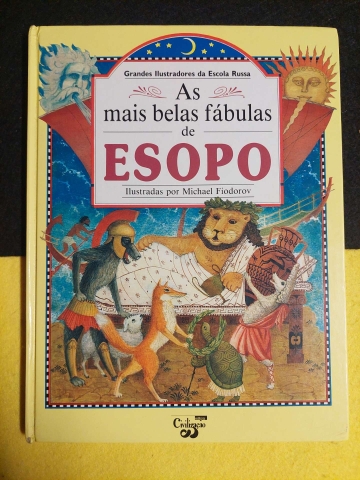 Grandes Ilustradores da Escola Russa
As
mais belas fábulas
de
ESOPO
Ilustradas por Michael Fiodorov
Civilização